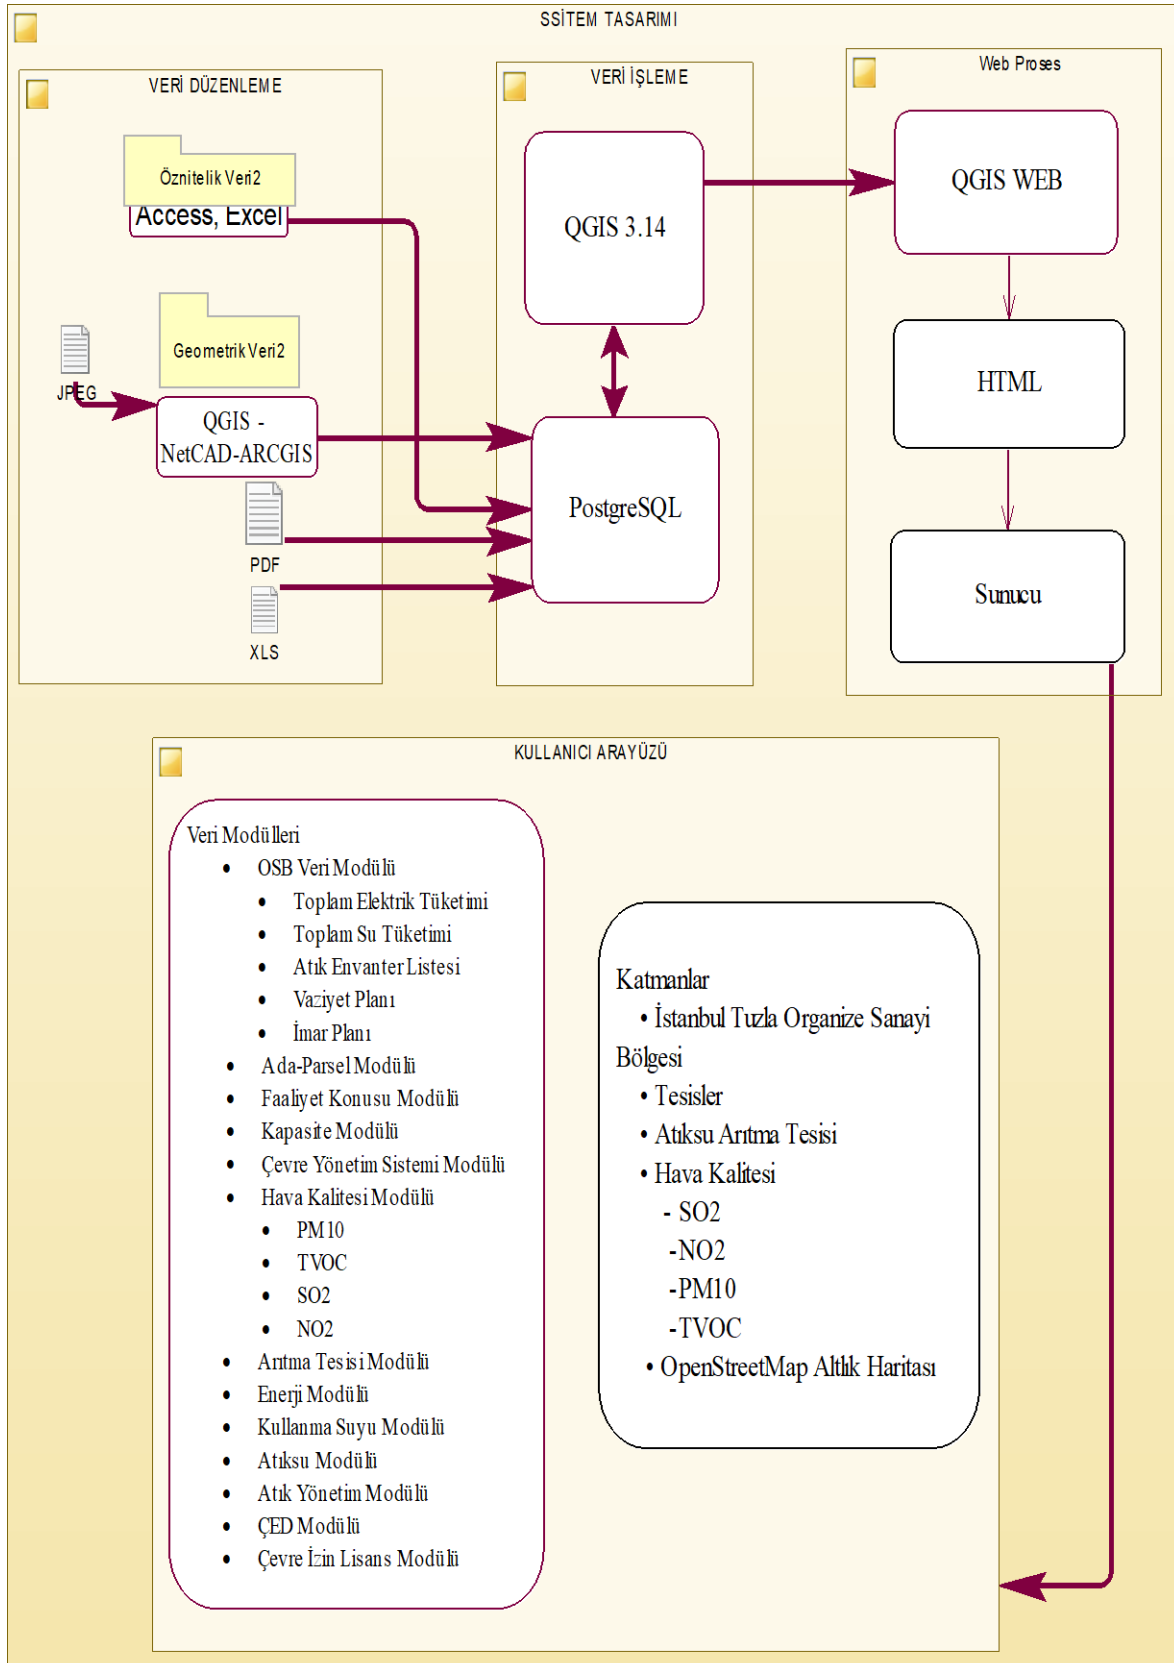 SSİTEM TASARIMI
VERİ DÜZENLEME
Öznitelik Veri2
Access, Excel
Geometrik Veri2
JPEG
QGIS -
NetCAD-ARCGIS
PDF
XLS
VERİ İŞLEME
QGIS 3.14
PostgreSQL
Web Proses
QGIS WEB
HTML
Sunucu
KULLANICI ARAYÜZÜ
Veri Modülleri
• OSB Veri Modülü
• Toplam Elektrik Tüketimi
• Toplam Su Tüketimi
• Atık Envanter Listesi
• Vaziyet Planı
• İmar Planı
• Ada-Parsel Modülü
• Faaliyet Konusu Modülü
• Kapasite Modülü
• Çevre Yönetim Sistemi Modülü
• Hava Kalitesi Modülü
• PM10
• TVOC
• SO2
• NO2
• Arıtma Tesisi Modülü
• Enerji Modülü
• Kullanma Suyu Modülü
• Atıksu Modülü
• Atık Yönetim Modülü
• ÇED Modülü
• Çevre İzin Lisans Modülü
Katmanlar
• İstanbul Tuzla Organize Sanayi
Bölgesi
• Tesisler
• Atıksu Arıtma Tesisi
• Hava Kalitesi
- SO2
-NO2
-PM10
-TVOC
• OpenStreetMap Altlık Haritası